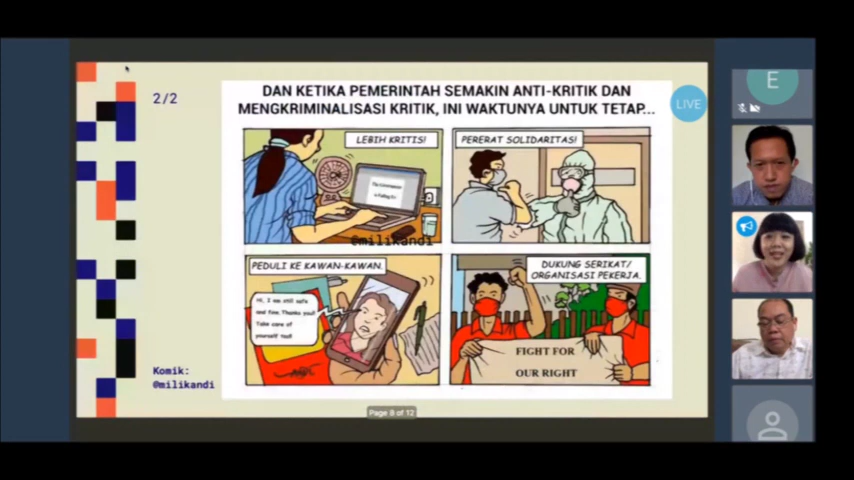 DAN KETIKA PEMERINTAH SEMAKIN ANTI-KRITIK DAN
MENGKRIMINALISASI KRITIK, INI WAKTUNYA UNTUK TETAP...
2/2
LIVE
E
LEBIH KRITIS!
PERERAT SOLIDARITAS!
@milikandi
PEDULI KE KAWAN-KAWAN.
Hi, I am still safe
and fine. Thanks you!!
Take care of
yourself too!!
DUKUNG SERIKAT/
ORGANISASI PEKERJA.
FIGHT FOR
OUR RIGHT
Komik:
@milikandi
Page 8 of 12